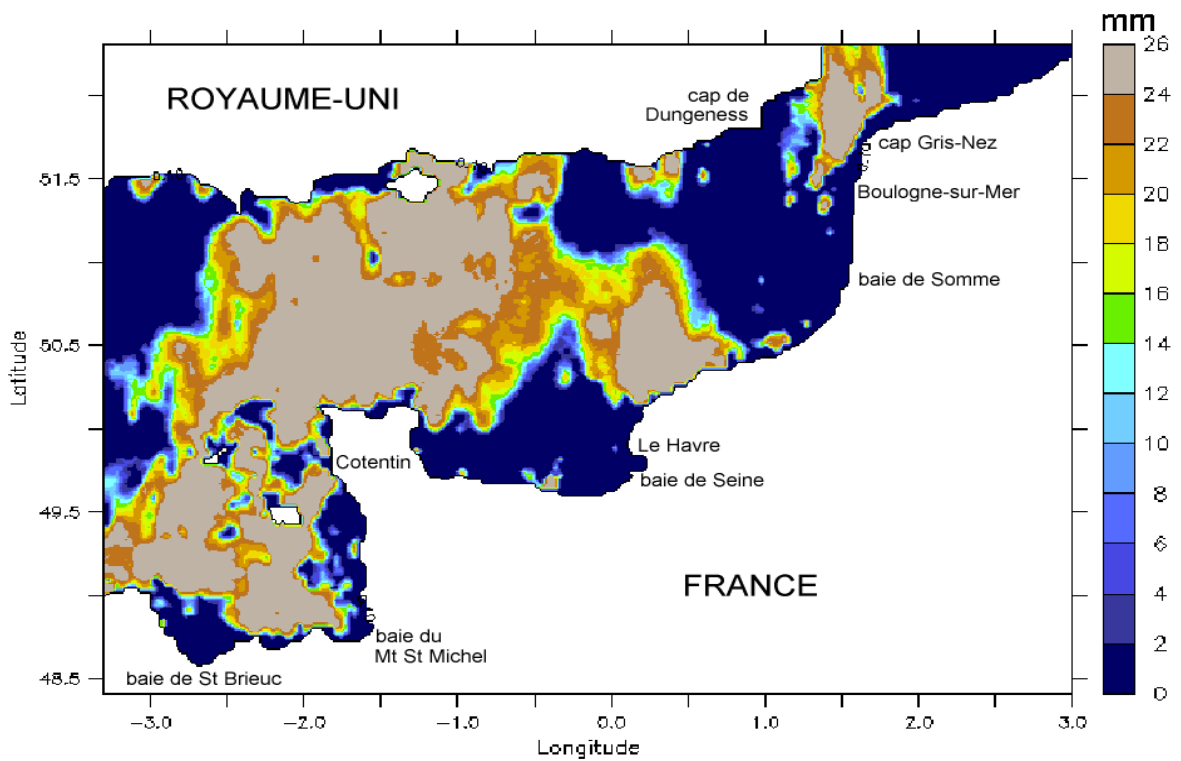 mm
26
24
22
20
18
16
14
12
10
8
6
4
2
0
ROYAUME-UNI
cap de
Dungeness
cap Gris-Nez
Boulogne-sur-Mer
baie de Somme
Le Havre
baie de Seine
Cotentin
FRANCE
baie du
Mt St Michel
baie de St Brieuc
Latitude
51.5
50.5
49.5
48.5
-3.0 -2.0 -1.0 0.0 1.0 2.0 3.0
Longitude